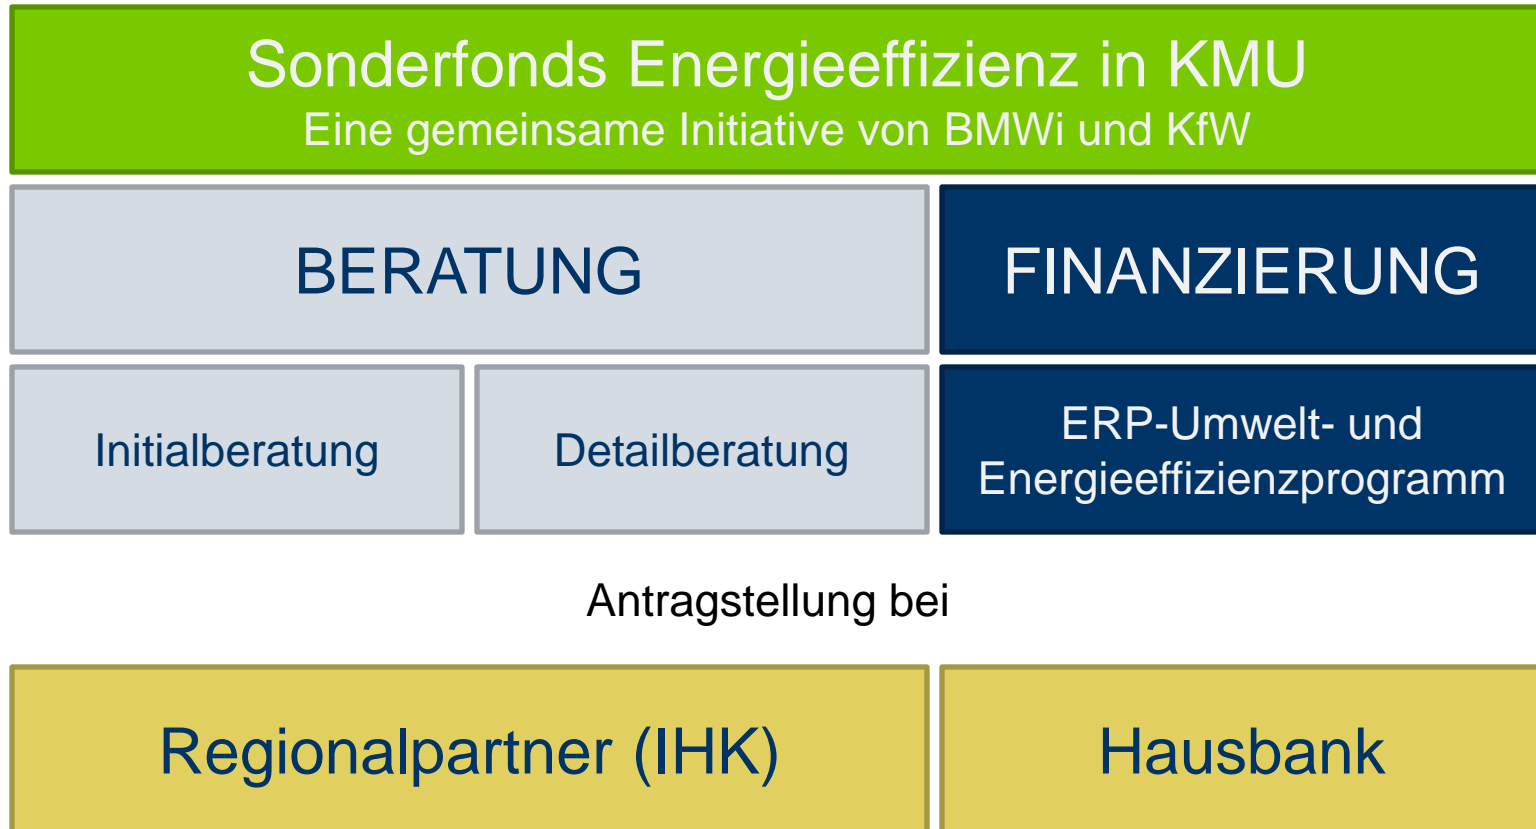 Sonderfonds Energieeffizienz in KMU
Eine gemeinsame Initiative von BMWi und KfW
BERATUNG
FINANZIERUNG
Initialberatung
Detailberatung
ERP-Umwelt- und
Energieeffizienzprogramm
Antragstellung bei
Regionalpartner (IHK)
Hausbank